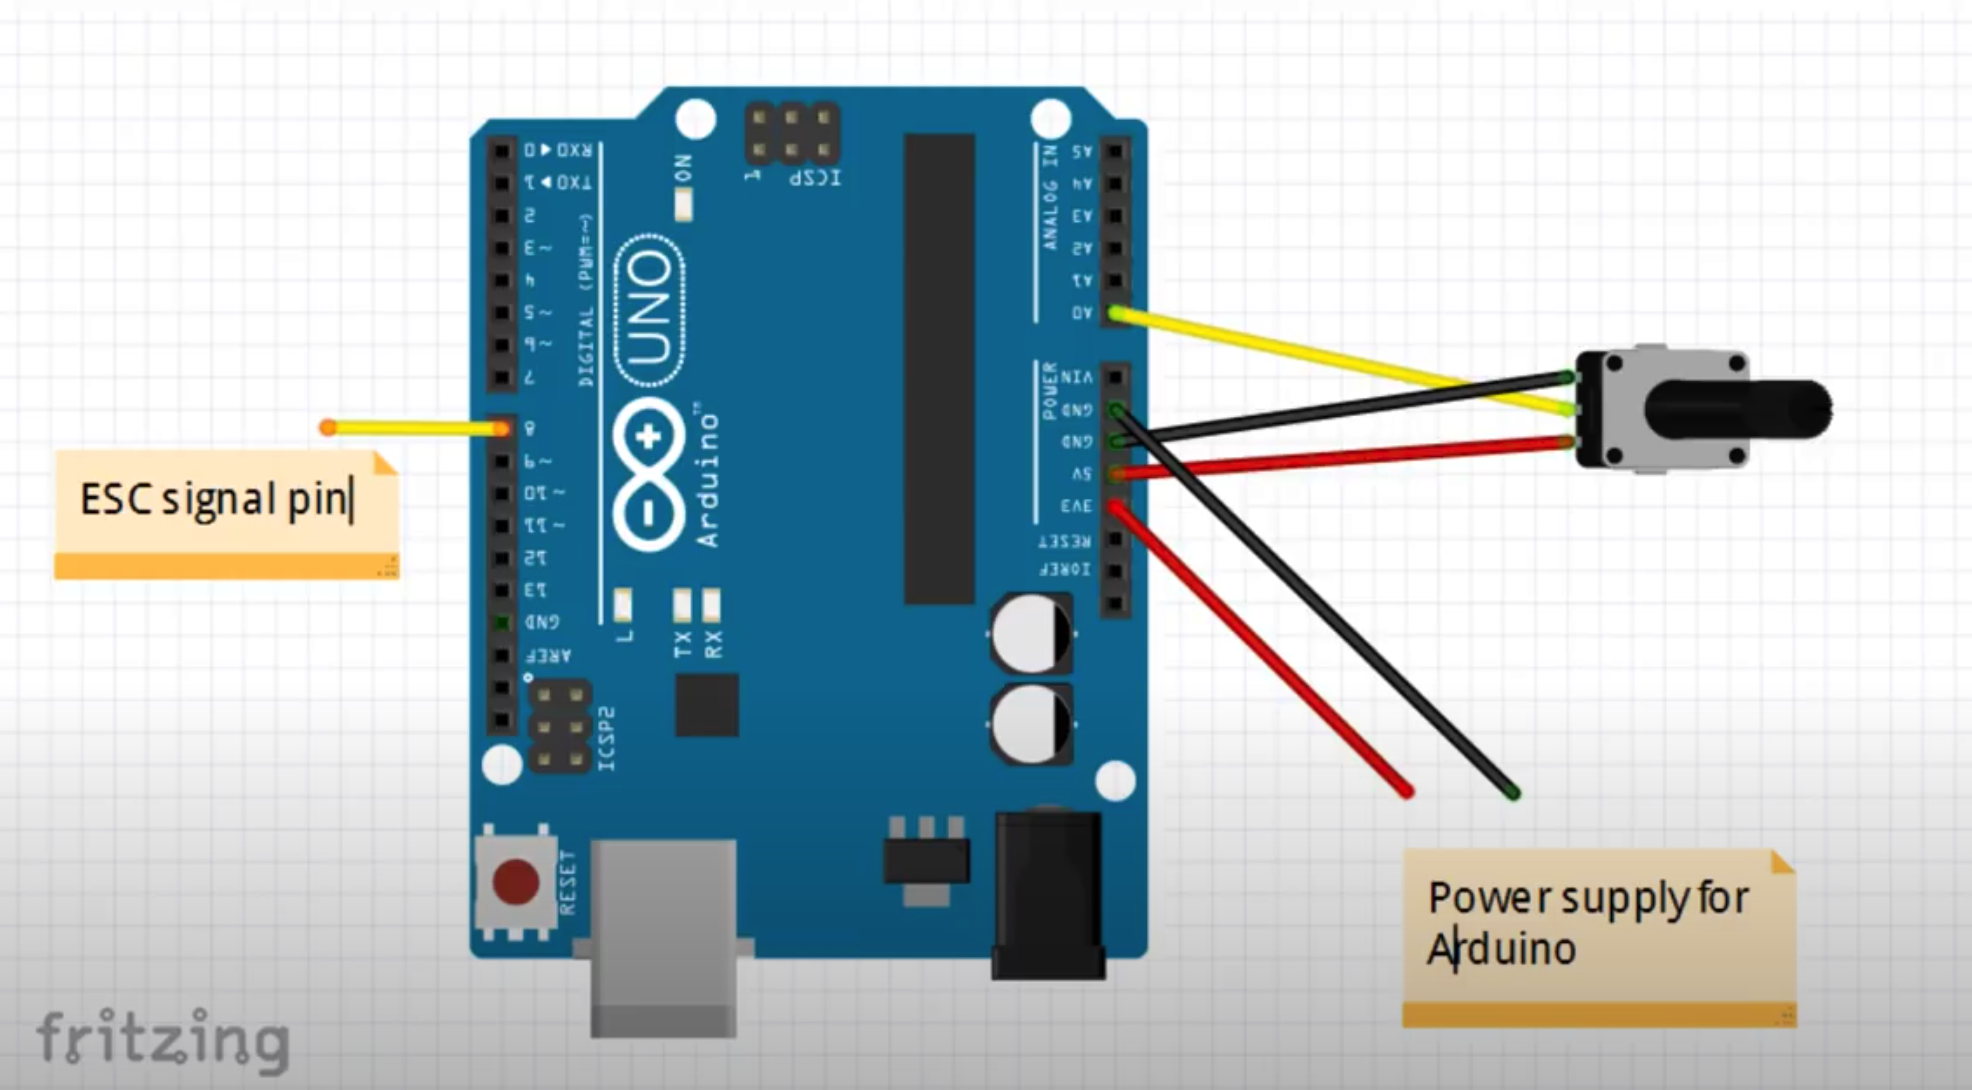 RX0 ◀ 0
TX0 ▶ 1
2
~ 3
4
~ 5
~ 6
7
DIGITAL (PWM=~)
8
~ 9
~ 10
~ 11
12
13
GND
AREF
ON
1 ICSP
UNO
Arduino™
L
TX
RX
ICSP2
RESET
ANALOG IN
A5
A4
A3
A2
A1
A0
POWER
VIN
GND
GND
5V
3V3
RESET
IOREF
ESC signal pin
Power supply for
Arduino
fritzing